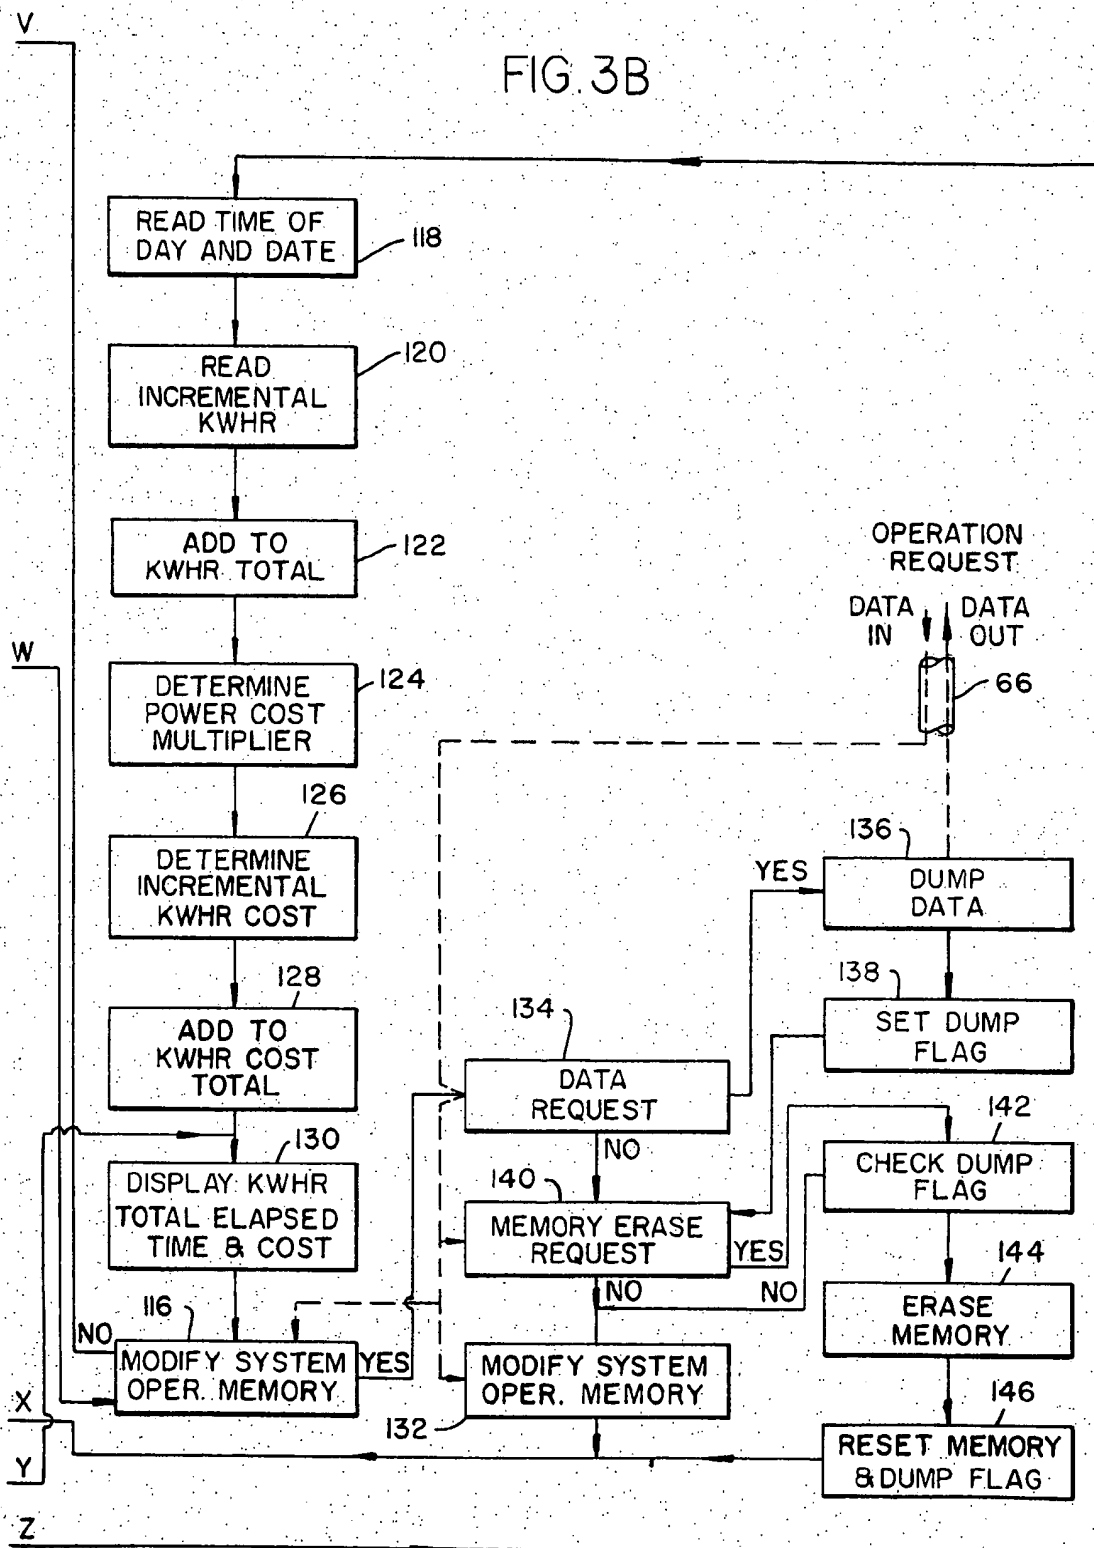 V
FIG. 3B
READ TIME OF
DAY AND DATE
118
READ
INCREMENTAL
KWHR
120
ADD TO
KWHR TOTAL
122
OPERATION
REQUEST
DATA
IN
DATA
OUT
66
W
DETERMINE
POWER COST
MULTIPLIER
124
126
DETERMINE
INCREMENTAL
KWHR COST
136
YES
DUMP
DATA
128
ADD TO
KWHR COST
TOTAL
138
SET DUMP
FLAG
134
DATA
REQUEST
NO
130
DISPLAY KWHR
TOTAL ELAPSED
TIME & COST
140
MEMORY ERASE
REQUEST
YES
NO
142
CHECK DUMP
FLAG
NO
144
ERASE
MEMORY
116
NO
MODIFY SYSTEM
OPER. MEMORY
YES
MODIFY SYSTEM
OPER. MEMORY
132
146
RESET MEMORY
& DUMP FLAG
X
Y
Z